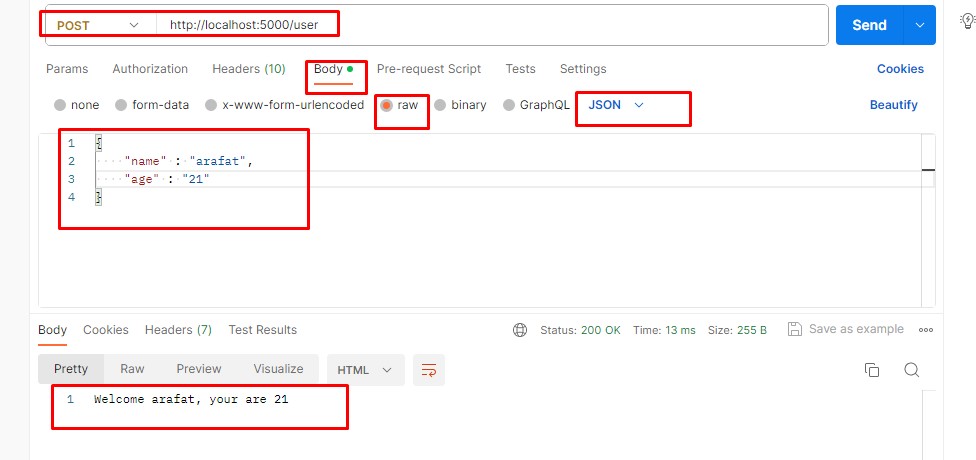 POST http://localhost:5000/user Send
Params Authorization Headers (10) Body Pre-request Script Tests Settings Cookies
none form-data x-www-form-urlencoded raw binary GraphQL JSON Beautify
1 {
2 "name" : "arafat",
3 "age" : "21"
4 }
Body Cookies Headers (7) Test Results Status: 200 OK Time: 13 ms Size: 255 B Save as example
Pretty Raw Preview Visualize HTML
1 Welcome arafat, your are 21